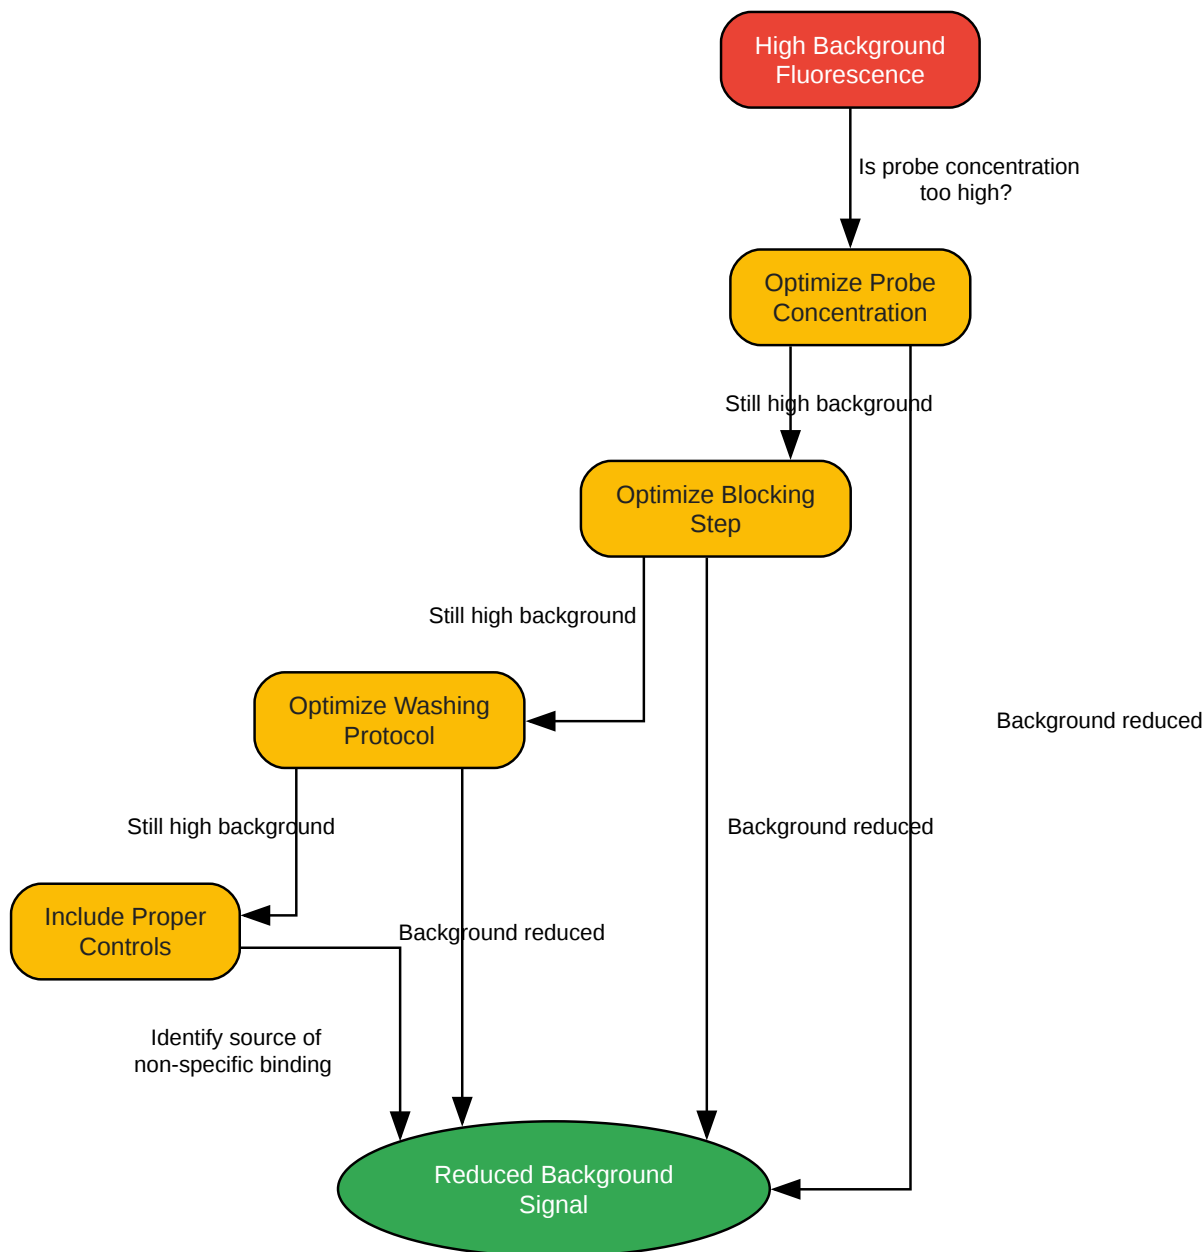 High Background
Fluorescence
Is probe concentration
too high?
Optimize Probe
Concentration
Still high background
Optimize Blocking
Step
Still high background
Optimize Washing
Protocol
Background reduced
Still high background
Background reduced
Include Proper
Controls
Background reduced
Identify source of
non-specific binding
Reduced Background
Signal